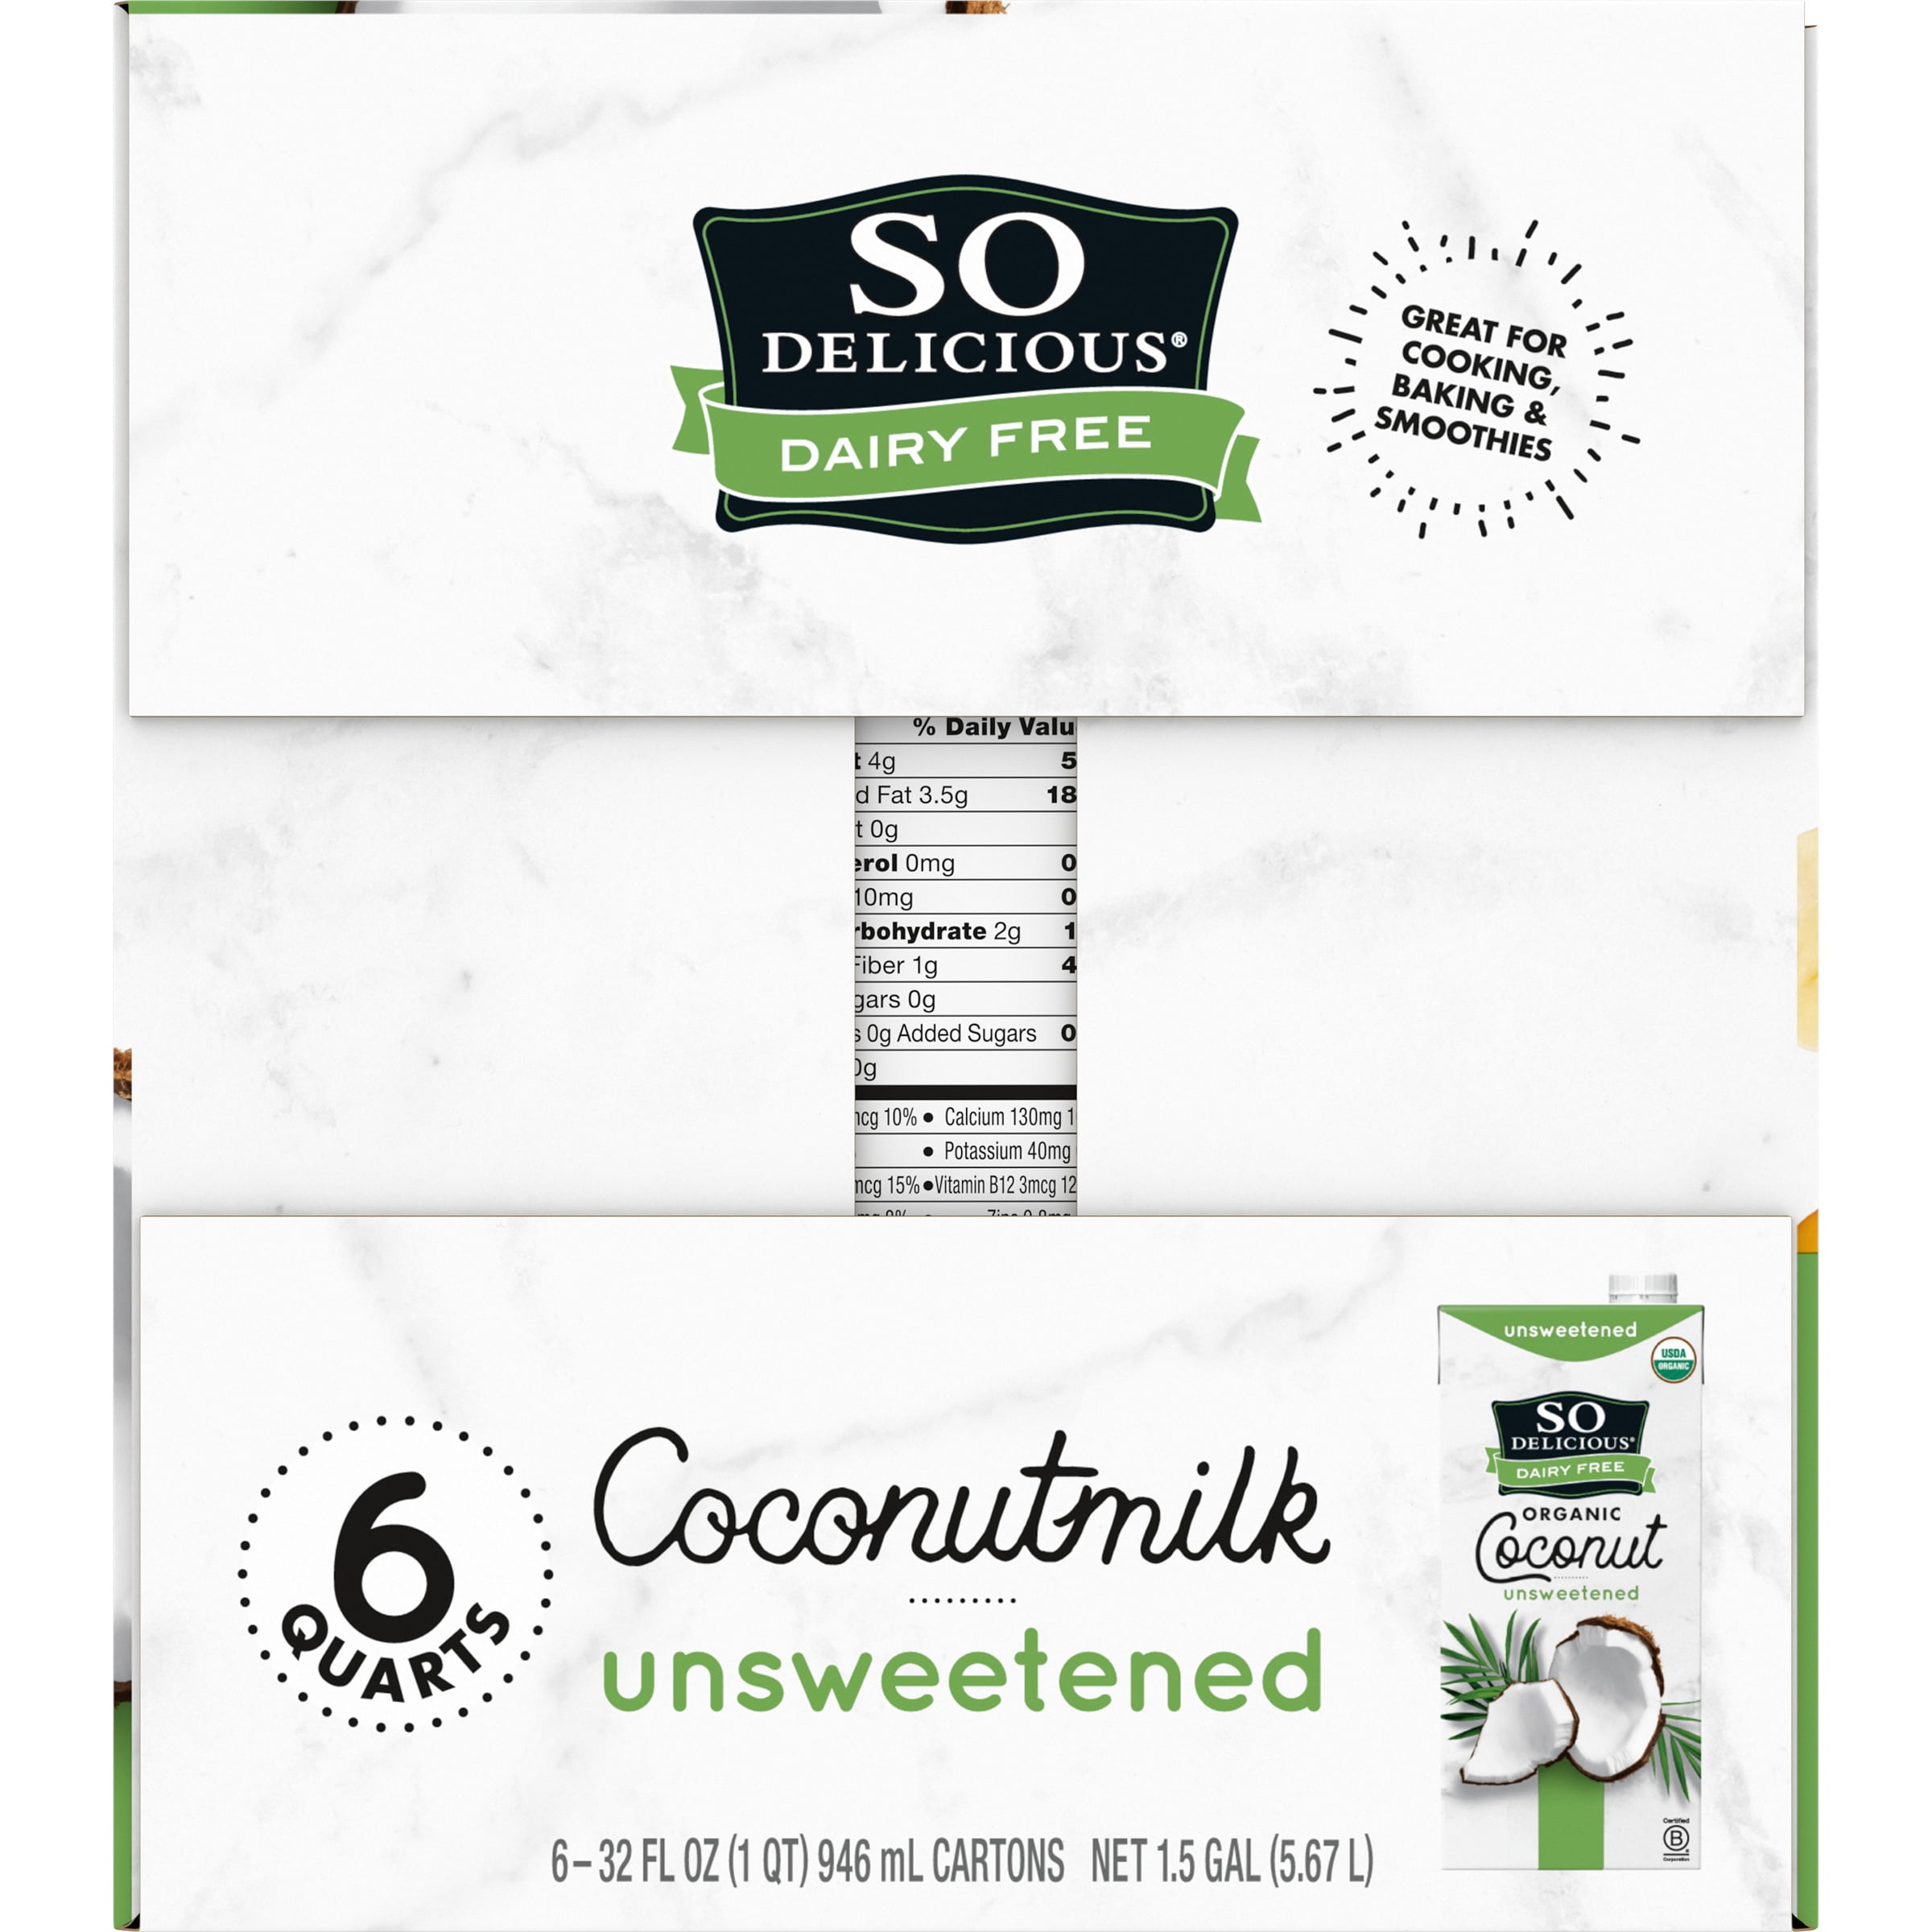 SO
DELICIOUS®
DAIRY FREE
GREAT FOR
COOKING,
BAKING &
SMOOTHIES
% Daily Valu
t 4g 5
d Fat 3.5g 18
t 0g
erol 0mg 0
10mg 0
rbohydrate 2g 1
Fiber 1g 4
gars 0g
s 0g Added Sugars 0
0g
mcg 10% • Calcium 130mg 1
• Potassium 40mg
mcg 15% • Vitamin B12 3mcg 12
6
QUARTS
Coconutmilk
unsweetened
6–32 FL OZ (1 QT) 946 mL CARTONS NET 1.5 GAL (5.67 L)
unsweetened
USDA
ORGANIC
SO
DELICIOUS®
DAIRY FREE
ORGANIC
Coconut
unsweetened
Certified
B
Corporation